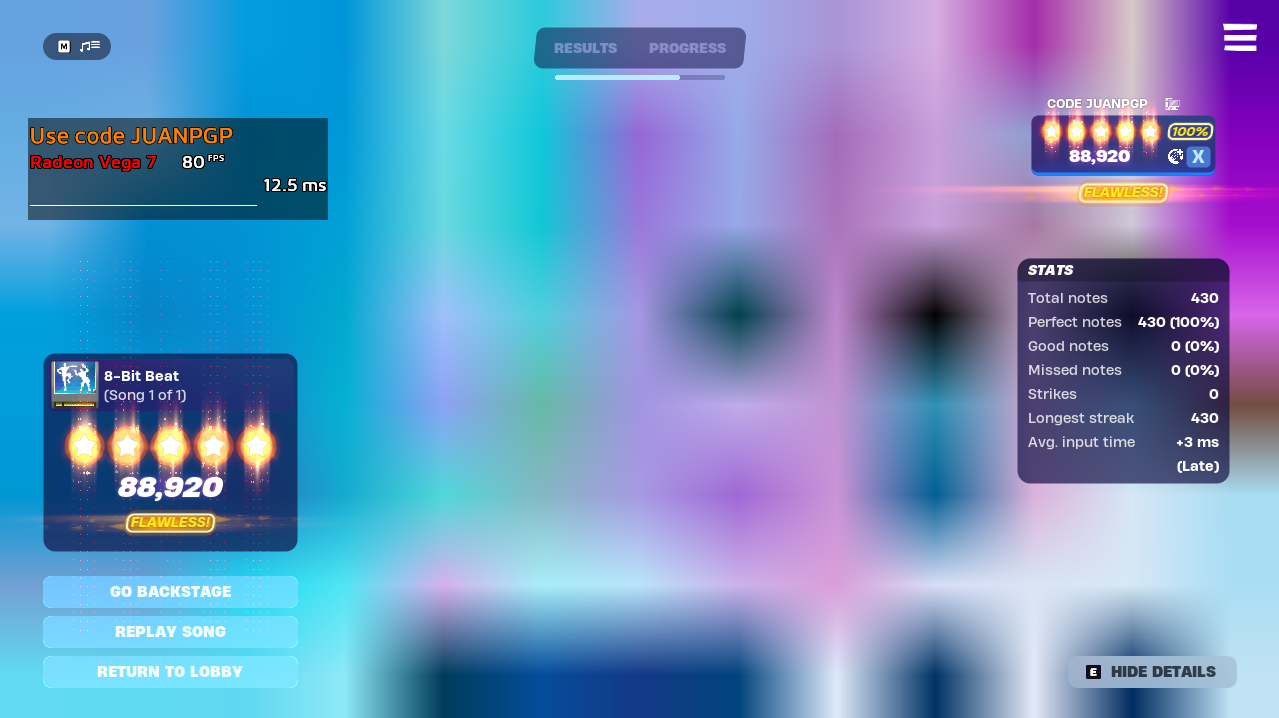 M
RESULTS PROGRESS
Use code JUANPGP
Radeon Vega 7 80 FPS
12.5 ms
CODE JUANPGP
100%
88,920
X
FLAWLESS!
STATS
Total notes 430
Perfect notes 430 (100%)
Good notes 0 (0%)
Missed notes 0 (0%)
Strikes 0
Longest streak 430
Avg. input time +3 ms
(Late)
8-Bit Beat
(Song 1 of 1)
88,920
FLAWLESS!
GO BACKSTAGE
REPLAY SONG
RETURN TO LOBBY
E HIDE DETAILS